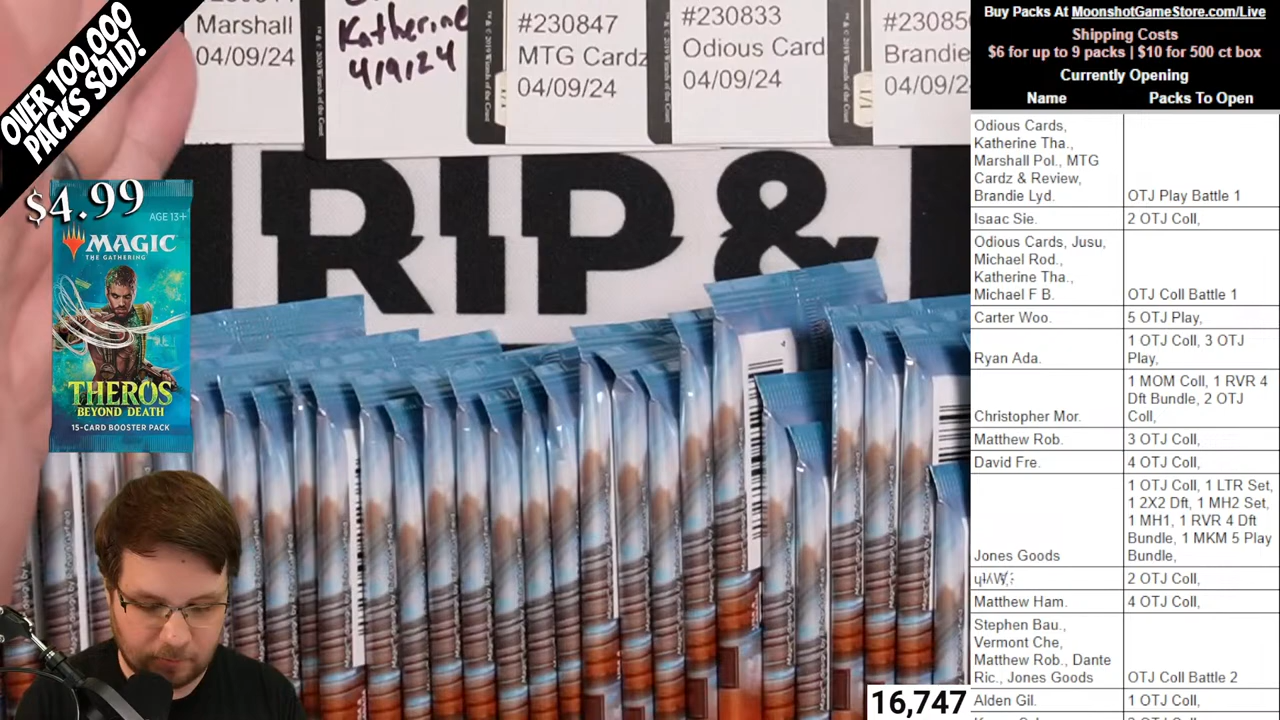 OVER 100,000
PACKS SOLD!
Marshall
04/09/24
Katherine
4/9/24
#230847
MTG Cardz
04/09/24
#230833
Odious Card
04/09/24
Brandie
04/09/24
RIP &
$4.99
AGE 13+
MAGIC
THE GATHERING
THEROS
BEYOND DEATH
15-CARD BOOSTER PACK
16,747
Buy Packs At MoonshotGameStore.com/Live
Shipping Costs
$6 for up to 9 packs | $10 for 500 ct box
Currently Opening
Name Packs To Open
Odious Cards,
Katherine Tha.,
Marshall Pol., MTG
Cardz & Review,
Brandie Lyd. OTJ Play Battle 1
Isaac Sie. 2 OTJ Coll,
Odious Cards, Jusu,
Michael Rod.,
Katherine Tha.,
Michael F B. OTJ Coll Battle 1
Carter Woo. 5 OTJ Play,
1 OTJ Coll, 3 OTJ
Ryan Ada. Play,
1 MOM Coll, 1 RVR 4
Dft Bundle, 2 OTJ
Christopher Mor. Coll,
Matthew Rob. 3 OTJ Coll,
David Fre. 4 OTJ Coll,
1 OTJ Coll, 1 LTR Set,
1 2X2 Dft, 1 MH2 Set,
1 MH1, 1 RVR 4 Dft
Bundle, 1 MKM 5 Play
Jones Goods Bundle,
2 OTJ Coll,
Matthew Ham. 4 OTJ Coll,
Stephen Bau.,
Vermont Che,
Matthew Rob., Dante
Ric., Jones Goods OTJ Coll Battle 2
Alden Gil. 1 OTJ Coll,